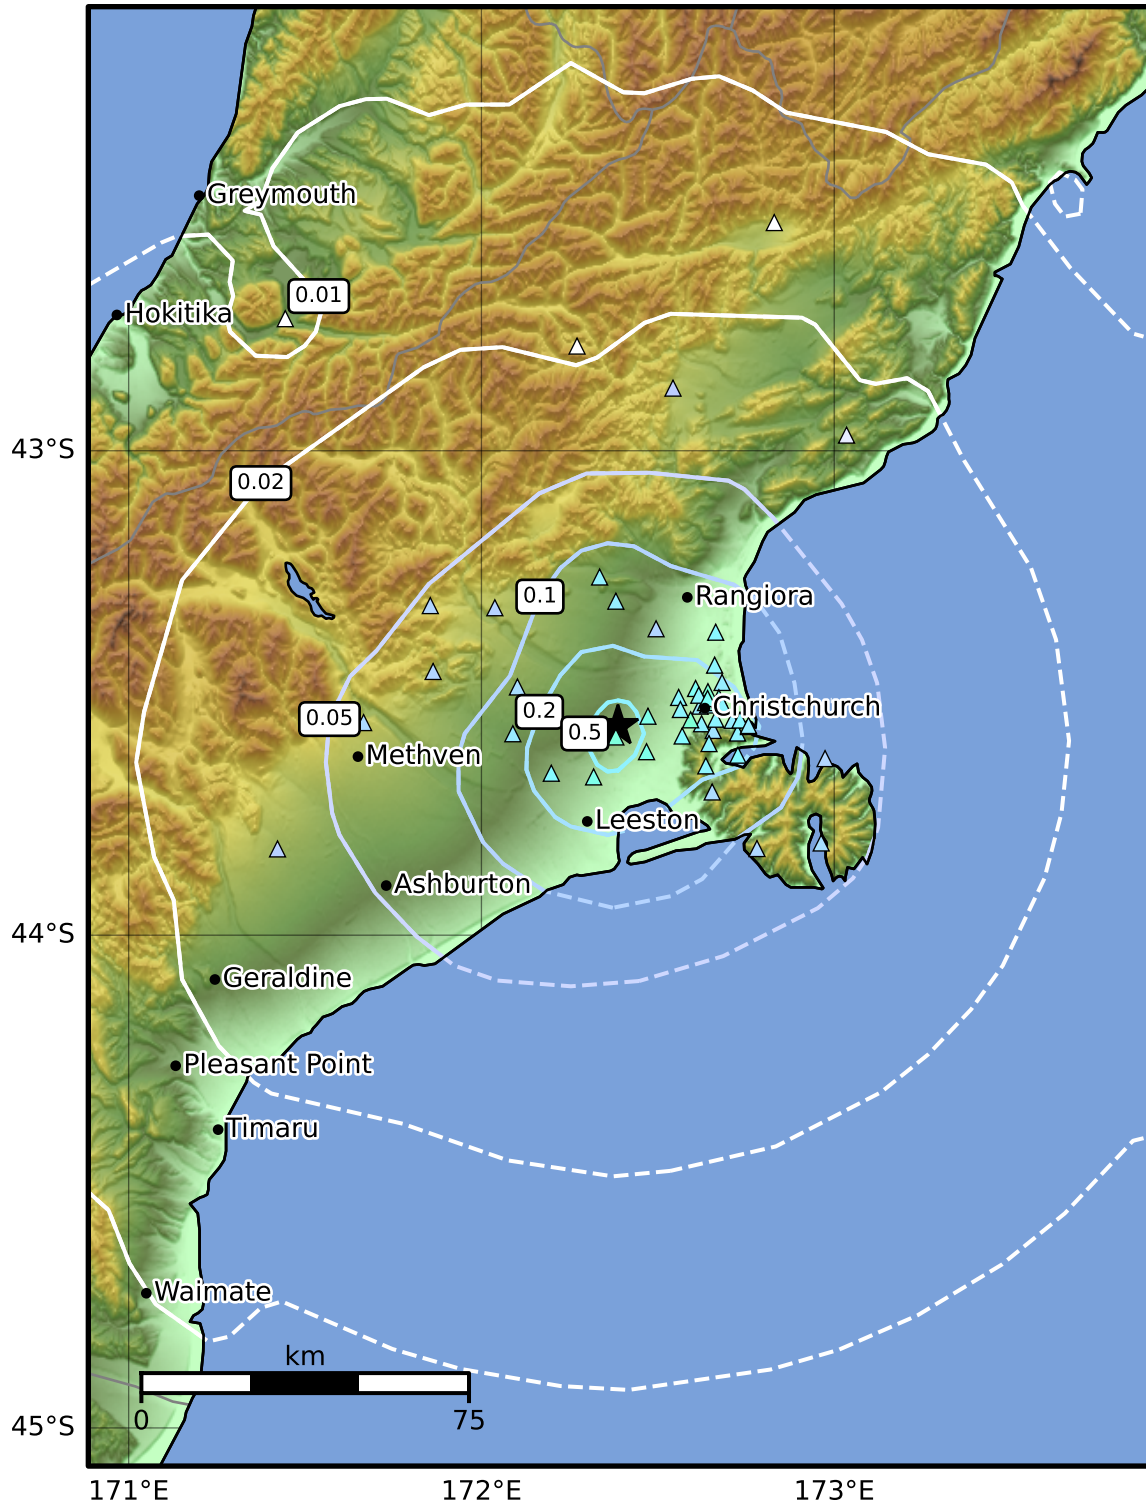 Greymouth
0.01
Hokitika
43°S
0.02
0.1
Rangiora
0.2
Christchurch
0.05
0.5
Methven
Leeston
Ashburton
44°S
Geraldine
Pleasant Point
Timaru
Waimate
km
0 75
45°S
171°E 172°E 173°E